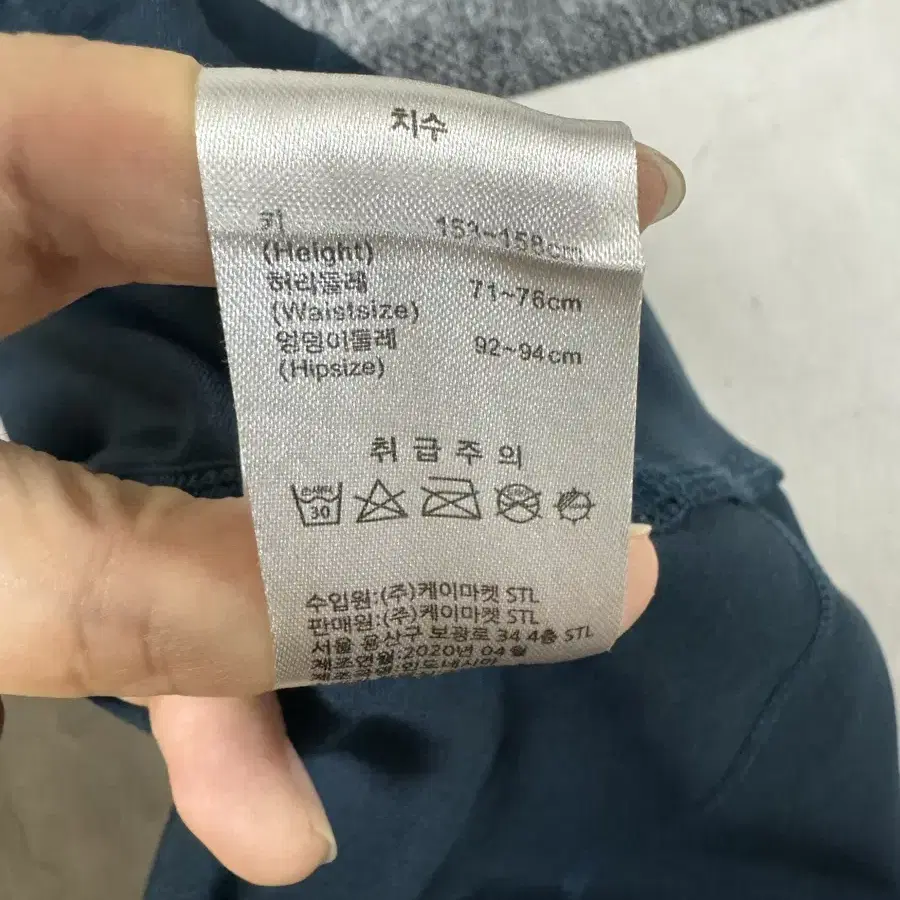 치수
키 153~158cm
(Height)
허리둘레 71~76cm
(Waistsize)
엉덩이둘레 92~94cm
(Hipsize)
취급주의
30
수입원:(주)케이마켓 STL
판매원:(주)케이마켓 STL
서울 용산구 보광로 34 4층 STL
제조연월:2020년 04월